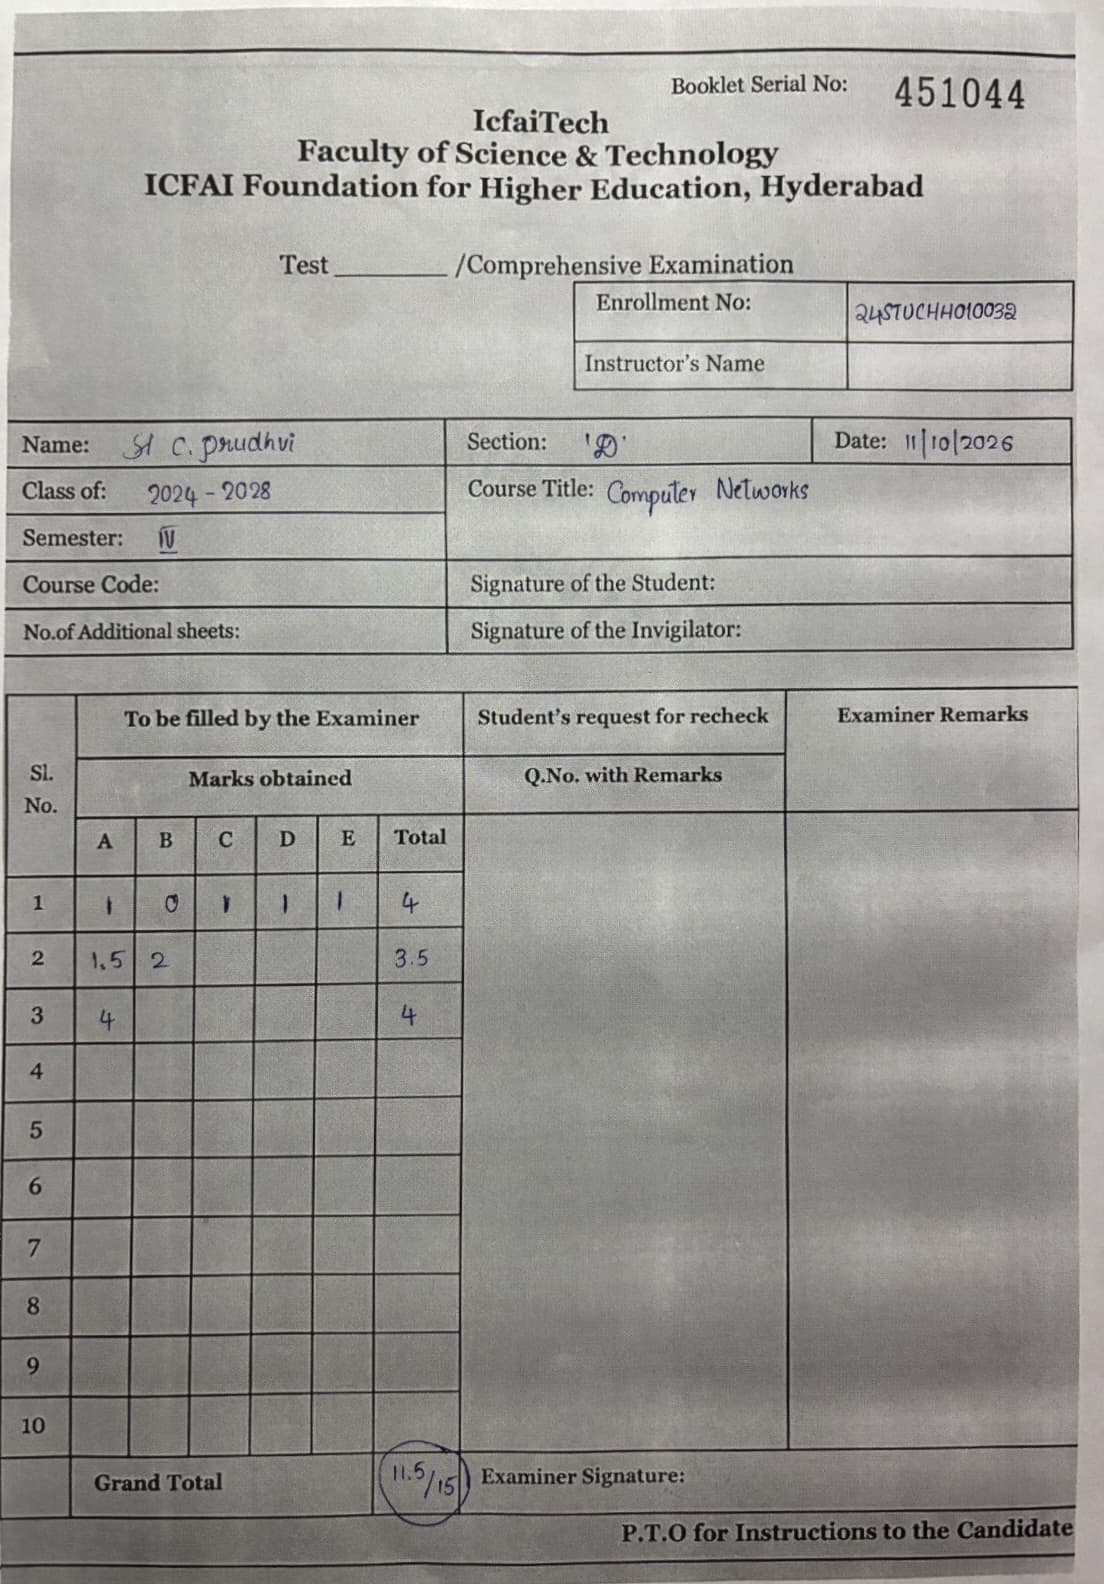 Booklet Serial No: 451044
IcfaiTech
Faculty of Science & Technology
ICFAI Foundation for Higher Education, Hyderabad
Test ________ /Comprehensive Examination
Enrollment No: 24STUCHH010032
Instructor's Name
Name: C. prudhvi Section: 'D' Date: 11/10/2026
Class of: 2024 - 2028 Course Title: Computer Networks
Semester: IV
Course Code: Signature of the Student:
No.of Additional sheets: Signature of the Invigilator:
Sl. No. To be filled by the Examiner Student's request for recheck Examiner Remarks
Marks obtained Q.No. with Remarks
A B C D E Total
1 1 0 1 1 1 4
2 1.5 2 3.5
3 4 4
4
5
6
7
8
9
10
Grand Total 11.5/15 Examiner Signature:
P.T.O for Instructions to the Candidate